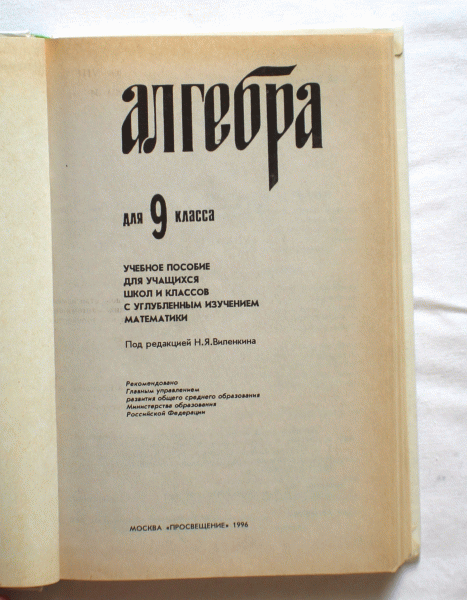 алгебра
для 9 класса
УЧЕБНОЕ ПОСОБИЕ
ДЛЯ УЧАЩИХСЯ
ШКОЛ И КЛАССОВ
С УГЛУБЛЕННЫМ ИЗУЧЕНИЕМ
МАТЕМАТИКИ
Под редакцией Н.Я.Виленкина
Рекомендовано
Главным управлением
развития общего среднего образования
Министерства образования
Российской Федерации
МОСКВА «ПРОСВЕЩЕНИЕ» 1996